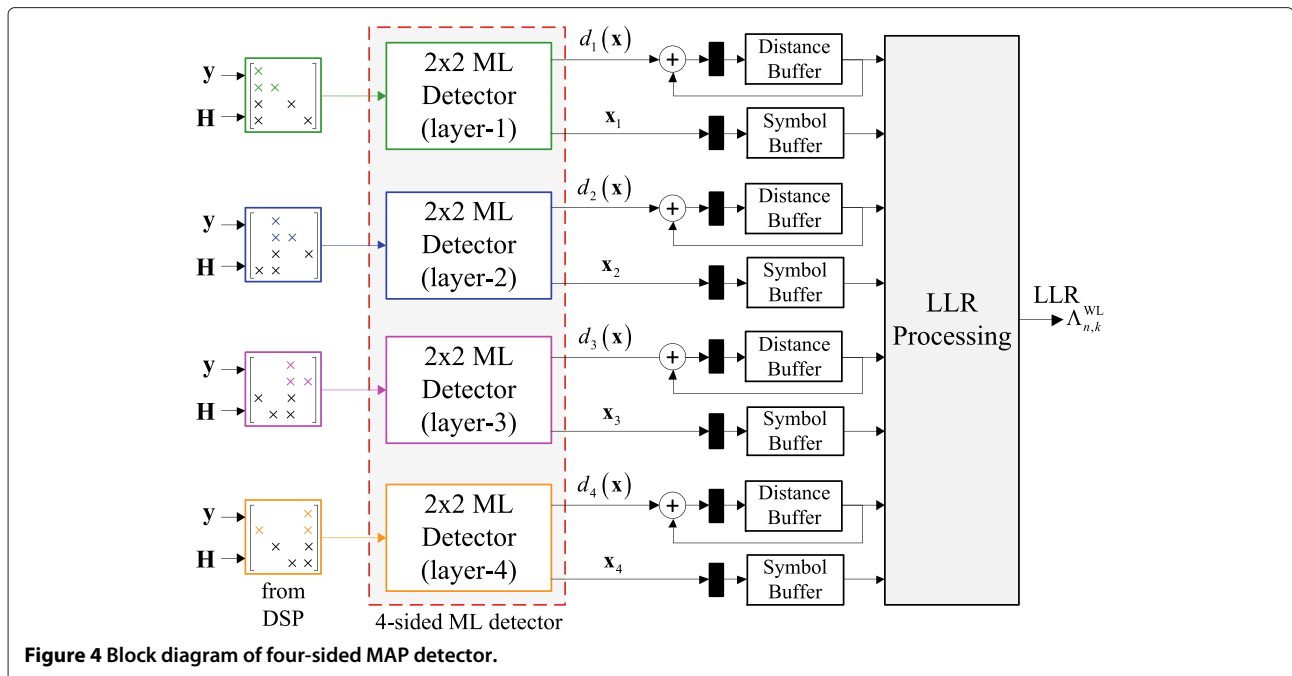 y
H
2x2 ML
Detector
(layer-1)
d₁(x)
+
Distance
Buffer
x₁
Symbol
Buffer
y
H
2x2 ML
Detector
(layer-2)
d₂(x)
+
Distance
Buffer
x₂
Symbol
Buffer
y
H
2x2 ML
Detector
(layer-3)
d₃(x)
+
Distance
Buffer
x₃
Symbol
Buffer
y
H
2x2 ML
Detector
(layer-4)
d₄(x)
+
Distance
Buffer
x₄
Symbol
Buffer
from
DSP
4-sided ML detector
LLR
Processing
LLR
Λ_{n,k}^{WL}
Figure 4 Block diagram of four-sided MAP detector.